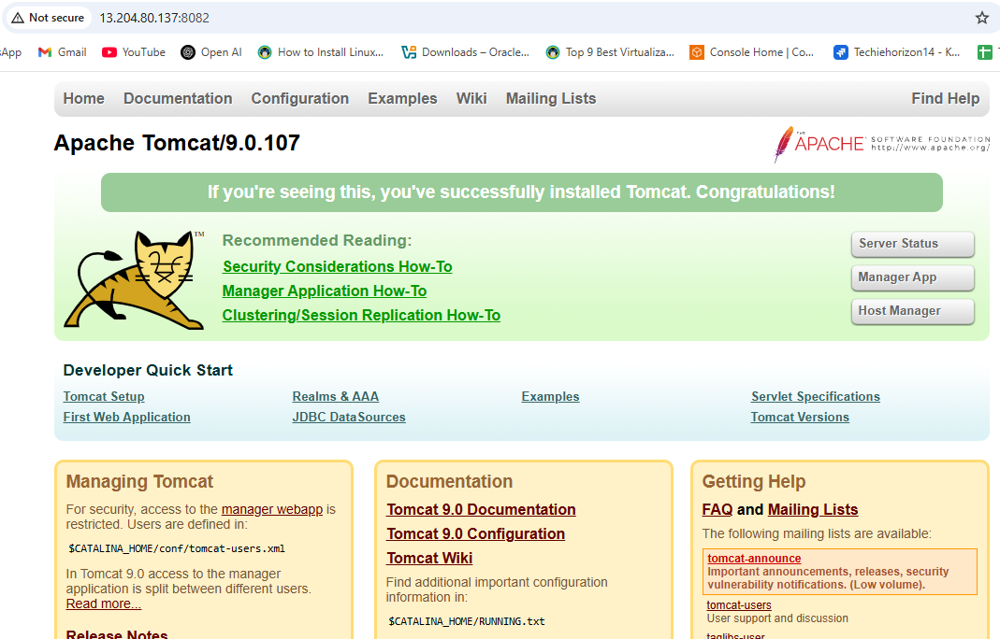 Not secure 13.204.80.137:8082
sApp Gmail YouTube Open AI How to Install Linux... Downloads – Oracle... Top 9 Best Virtualiza... Console Home | Co... Techiehorizon14 - K...
Home Documentation Configuration Examples Wiki Mailing Lists Find Help
Apache Tomcat/9.0.107
THE APACHE SOFTWARE FOUNDATION
http://www.apache.org/
If you're seeing this, you've successfully installed Tomcat. Congratulations!
TM
Recommended Reading:
Security Considerations How-To
Manager Application How-To
Clustering/Session Replication How-To
Server Status
Manager App
Host Manager
Developer Quick Start
Tomcat Setup
First Web Application
Realms & AAA
JDBC DataSources
Examples
Servlet Specifications
Tomcat Versions
Managing Tomcat
For security, access to the manager webapp is
restricted. Users are defined in:
$CATALINA_HOME/conf/tomcat-users.xml
In Tomcat 9.0 access to the manager
application is split between different users.
Read more...
Release Notes
Documentation
Tomcat 9.0 Documentation
Tomcat 9.0 Configuration
Tomcat Wiki
Find additional important configuration
information in:
$CATALINA_HOME/RUNNING.txt
Getting Help
FAQ and Mailing Lists
The following mailing lists are available:
tomcat-announce
Important announcements, releases, security
vulnerability notifications. (Low volume).
tomcat-users
User support and discussion
taglibs-user